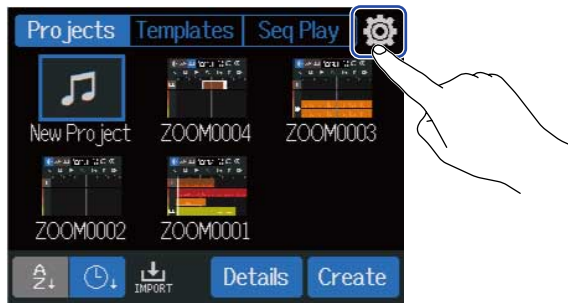 Projects Templates Seq Play
New Project ZOOM0004 ZOOM0003
ZOOM0002 ZOOM0001
A
Z↓ IMPORT Details Create